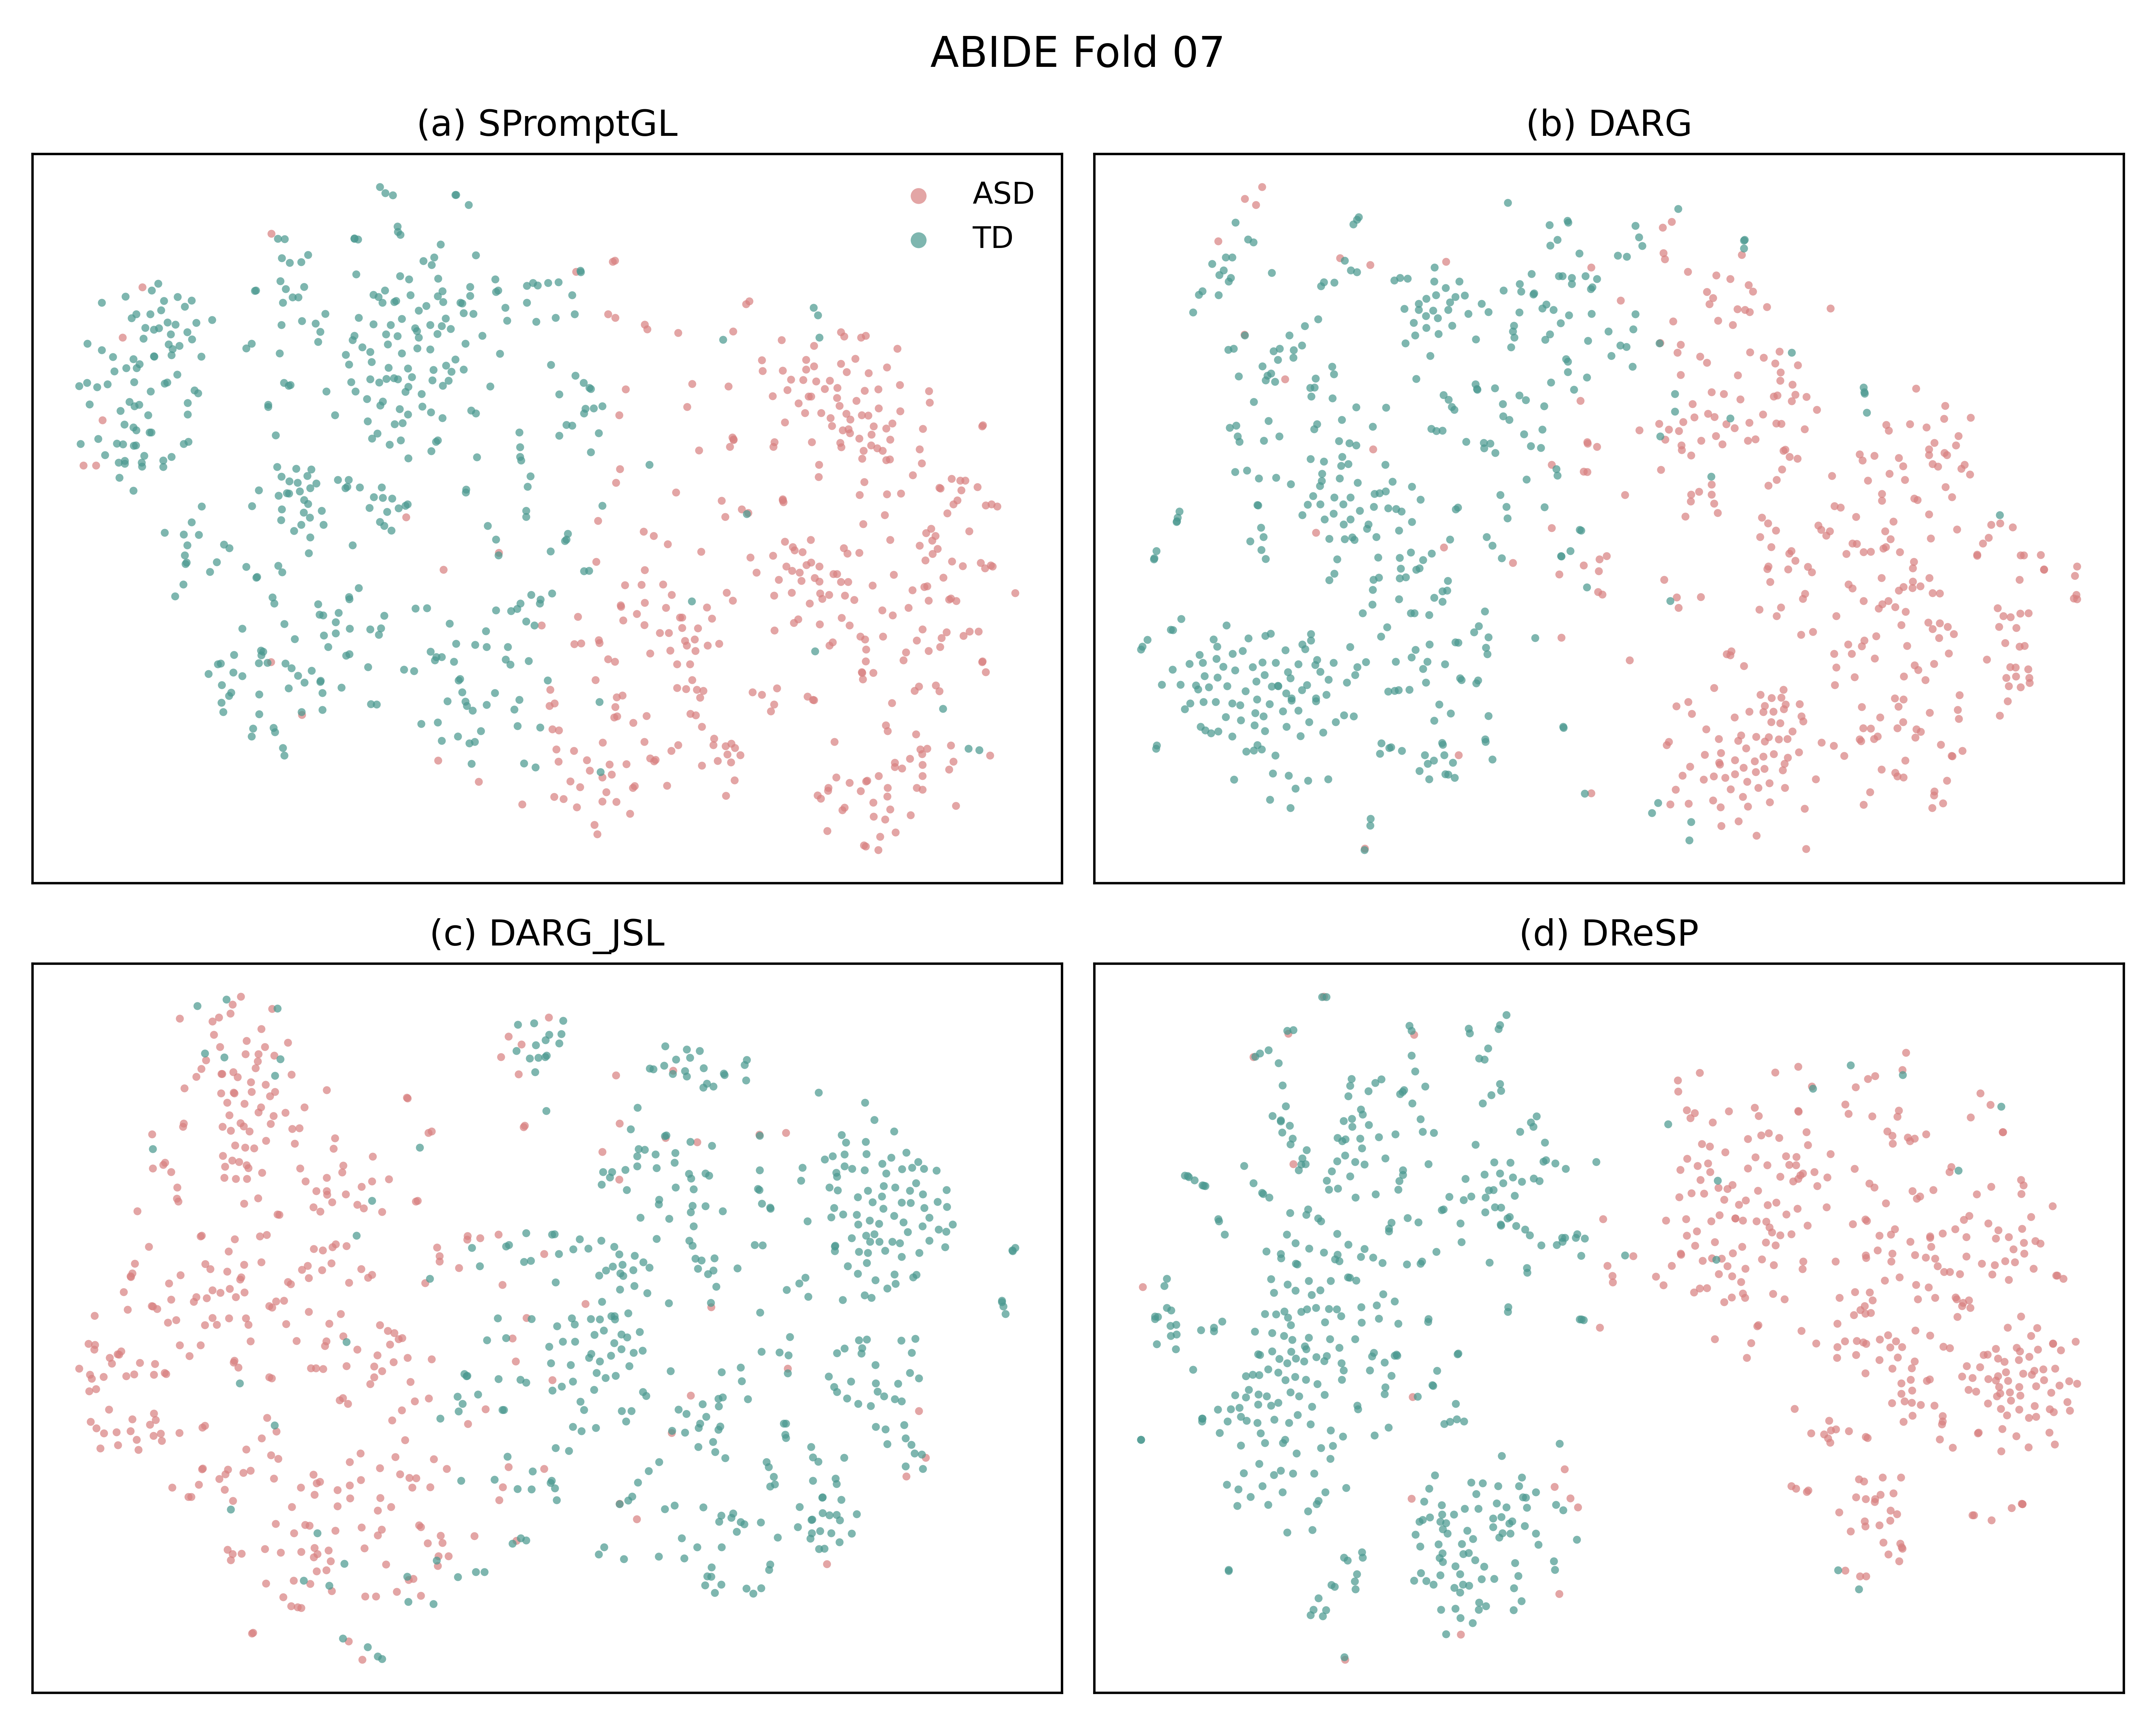 ABIDE Fold 07
(a) SPromptGL
(b) DARG
ASD
TD
(c) DARG_JSL
(d) DReSP